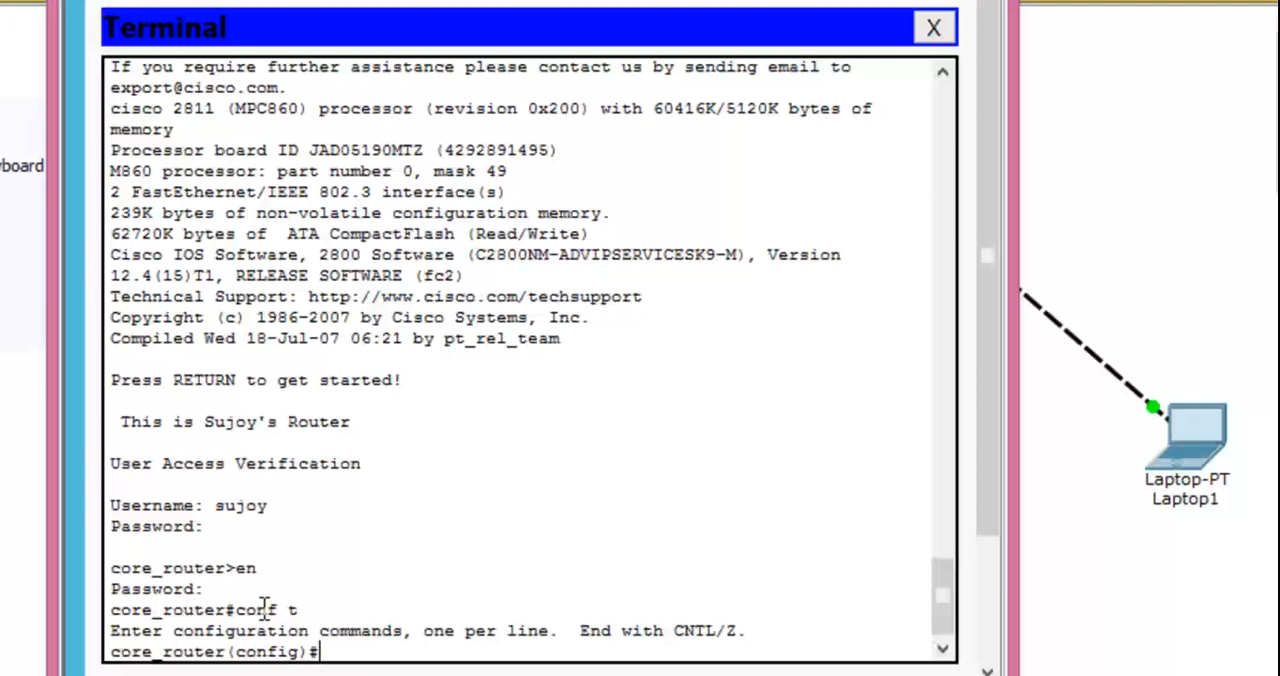 Terminal
X
If you require further assistance please contact us by sending email to
export@cisco.com.
cisco 2811 (MPC860) processor (revision 0x200) with 60416K/5120K bytes of
memory
Processor board ID JAD05190MTZ (4292891495)
M860 processor: part number 0, mask 49
2 FastEthernet/IEEE 802.3 interface(s)
239K bytes of non-volatile configuration memory.
62720K bytes of  ATA CompactFlash (Read/Write)
Cisco IOS Software, 2800 Software (C2800NM-ADVIPSERVICESK9-M), Version
12.4(15)T1, RELEASE SOFTWARE (fc2)
Technical Support: http://www.cisco.com/techsupport
Copyright (c) 1986-2007 by Cisco Systems, Inc.
Compiled Wed 18-Jul-07 06:21 by pt_rel_team
Press RETURN to get started!
This is Sujoy's Router
User Access Verification
Username: sujoy
Password:
core_router>en
Password:
core_router#conf t
Enter configuration commands, one per line.  End with CNTL/Z.
core_router(config)#
yboard
Laptop-PT
Laptop1